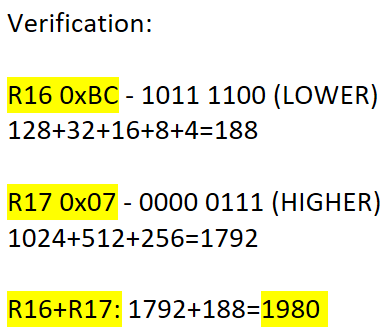 Verification:
R16 0xBC - 1011 1100 (LOWER)
128+32+16+8+4=188
R17 0x07 - 0000 0111 (HIGHER)
1024+512+256=1792
R16+R17: 1792+188=1980